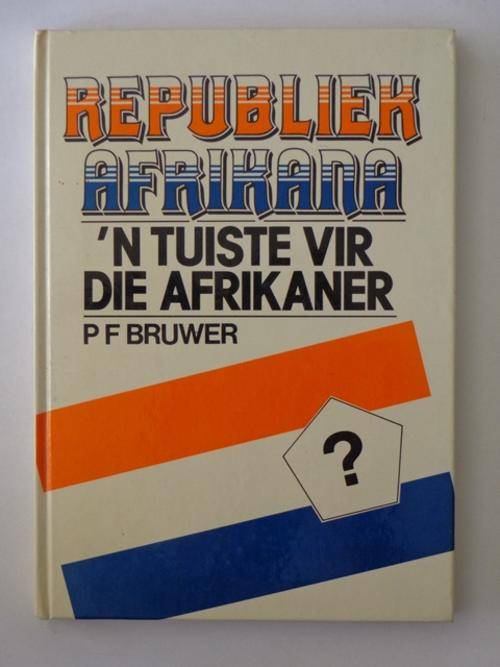 REPUBLIEK
AFRIKANA
'N TUISTE VIR
DIE AFRIKANER
P F BRUWER
?